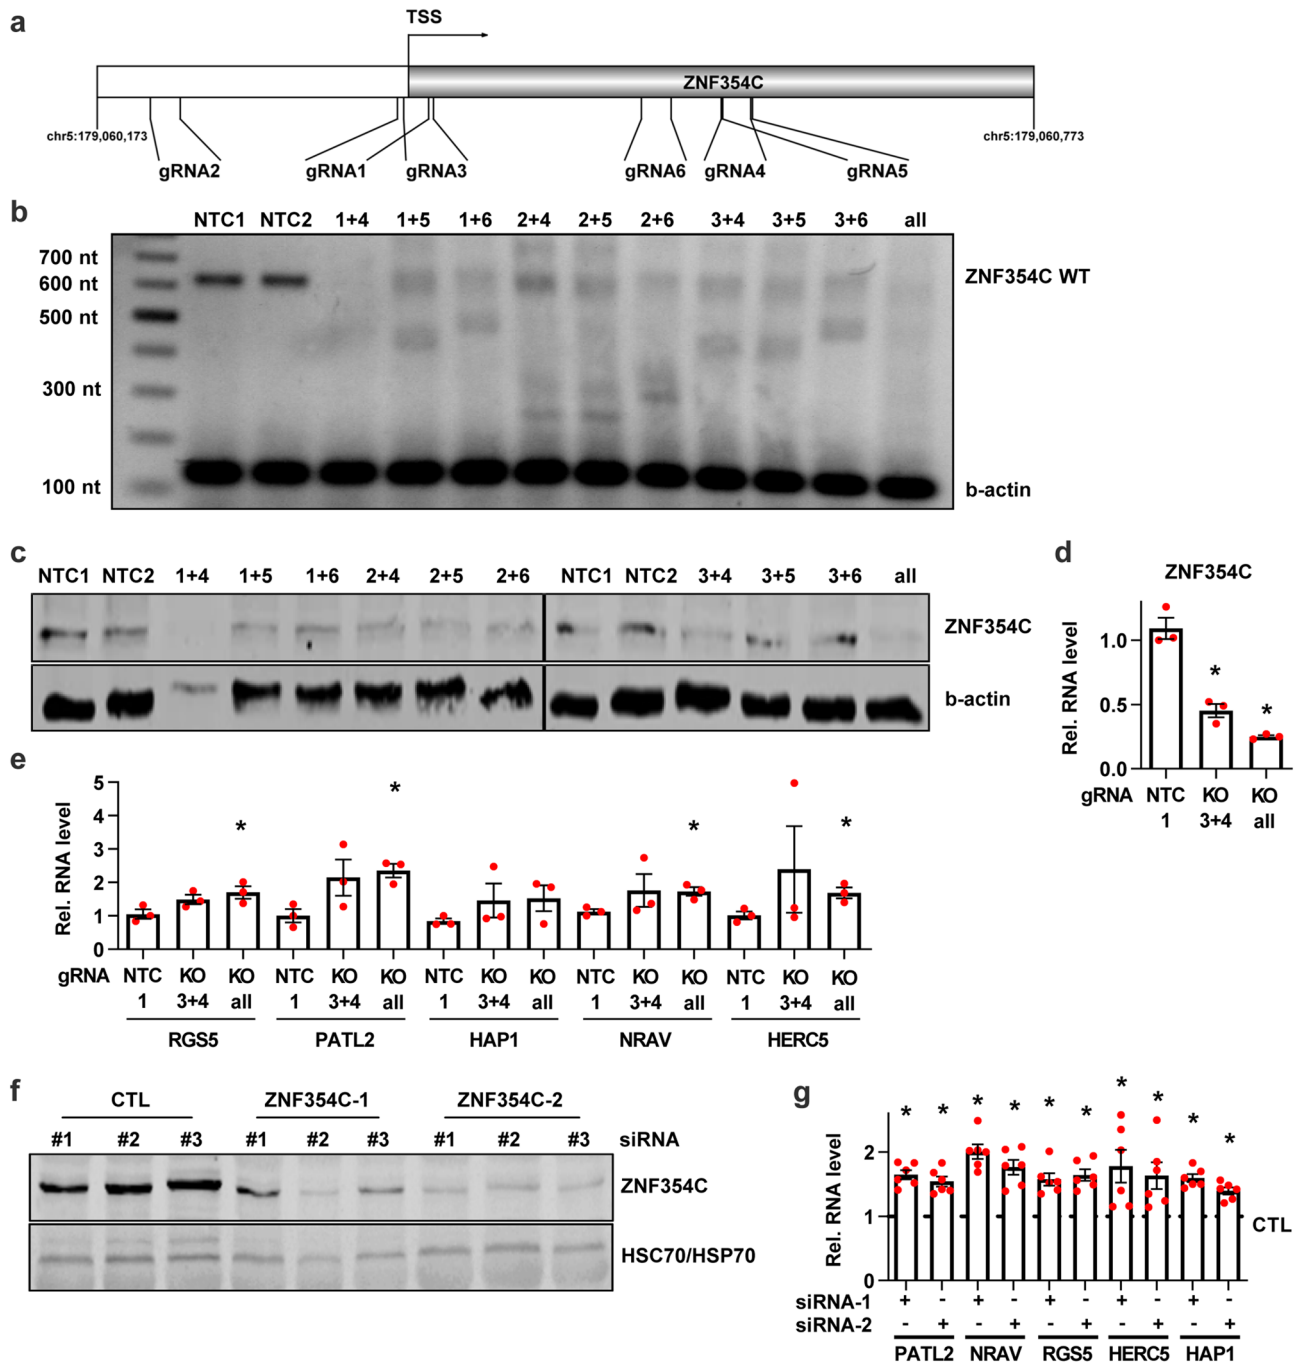 a
TSS
ZNF354C
chr5:179,060,173
chr5:179,060,773
gRNA2 gRNA1 gRNA3 gRNA6 gRNA4 gRNA5
b
NTC1 NTC2 1+4 1+5 1+6 2+4 2+5 2+6 3+4 3+5 3+6 all
700 nt
600 nt
500 nt
300 nt
100 nt
ZNF354C WT
b-actin
c
NTC1 NTC2 1+4 1+5 1+6 2+4 2+5 2+6 NTC1 NTC2 3+4 3+5 3+6 all
ZNF354C
b-actin
d
ZNF354C
Rel. RNA level
1.0
0.5
0.0
* *
gRNA NTC KO KO
1 3+4 all
e
Rel. RNA level
5
4
3
2
1
0
* * * *
gRNA NTC KO KO NTC KO KO NTC KO KO NTC KO KO NTC KO KO
1 3+4 all 1 3+4 all 1 3+4 all 1 3+4 all 1 3+4 all
RGS5 PATL2 HAP1 NRAV HERC5
f
CTL ZNF354C-1 ZNF354C-2
#1 #2 #3 #1 #2 #3 #1 #2 #3 siRNA
ZNF354C
HSC70/HSP70
g
Rel. RNA level
2
1
0
* * * * * * * * * *
CTL
siRNA-1 + - + - + - + - + -
siRNA-2 - + - + - + - + - +
PATL2 NRAV RGS5 HERC5 HAP1